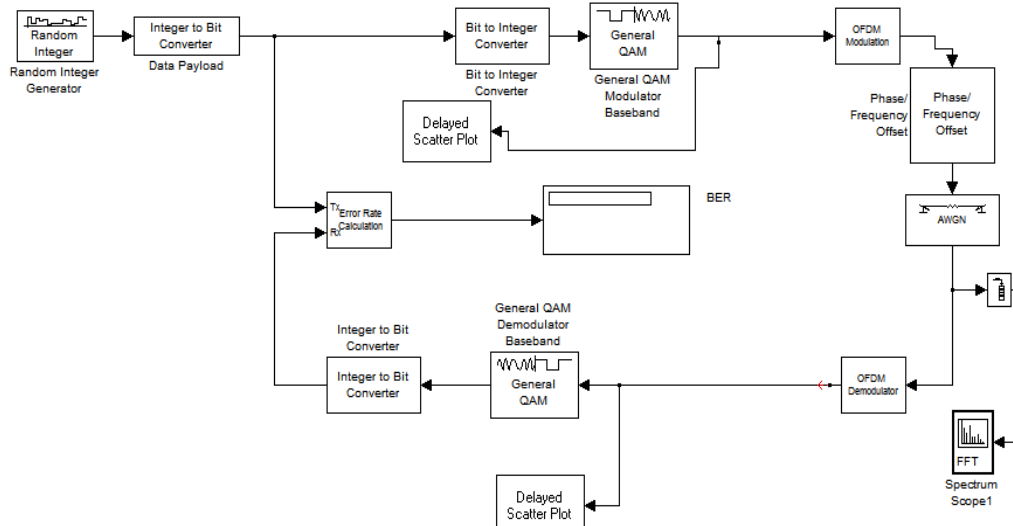 Random
Integer
Random Integer
Generator
Integer to Bit
Converter
Data Payload
Bit to Integer
Converter
Bit to Integer
Converter
General
QAM
General QAM
Modulator
Baseband
OFDM
Modulation
Phase/
Frequency
Offset
Phase/
Frequency
Offset
Delayed
Scatter Plot
AWGN
Tx
Rx
Error Rate
Calculation
BER
General QAM
Demodulator
Baseband
General
QAM
Integer to Bit
Converter
Integer to Bit
Converter
OFDM
Demodulator
FFT
Spectrum
Scope1
Delayed
Scatter Plot